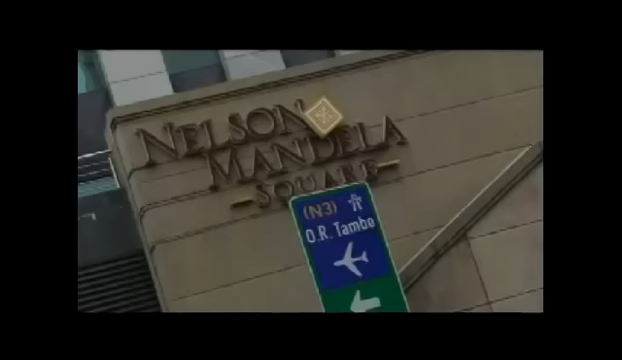 NELSON
MANDELA
SQUARE
(N3)
O.R. Tambo